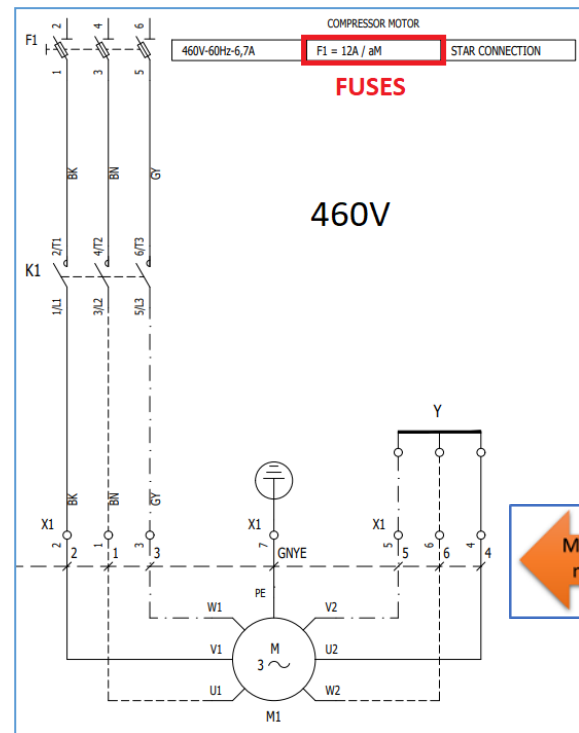 COMPRESSOR MOTOR
460V-60Hz-6,7A F1 = 12A / aM STAR CONNECTION
FUSES
2 4 6
F1
1 3 5
BK BN GY
460V
2/T1 4/T2 6/T3
K1
1/L1 3/L2 5/L3
Y
BK BN GY
X1 X1 X1
2 1 3 7 5 6 4
2 1 3 GNYE 5 6 4
PE
W1 V2
V1 M U2
3
U1 W2
M1